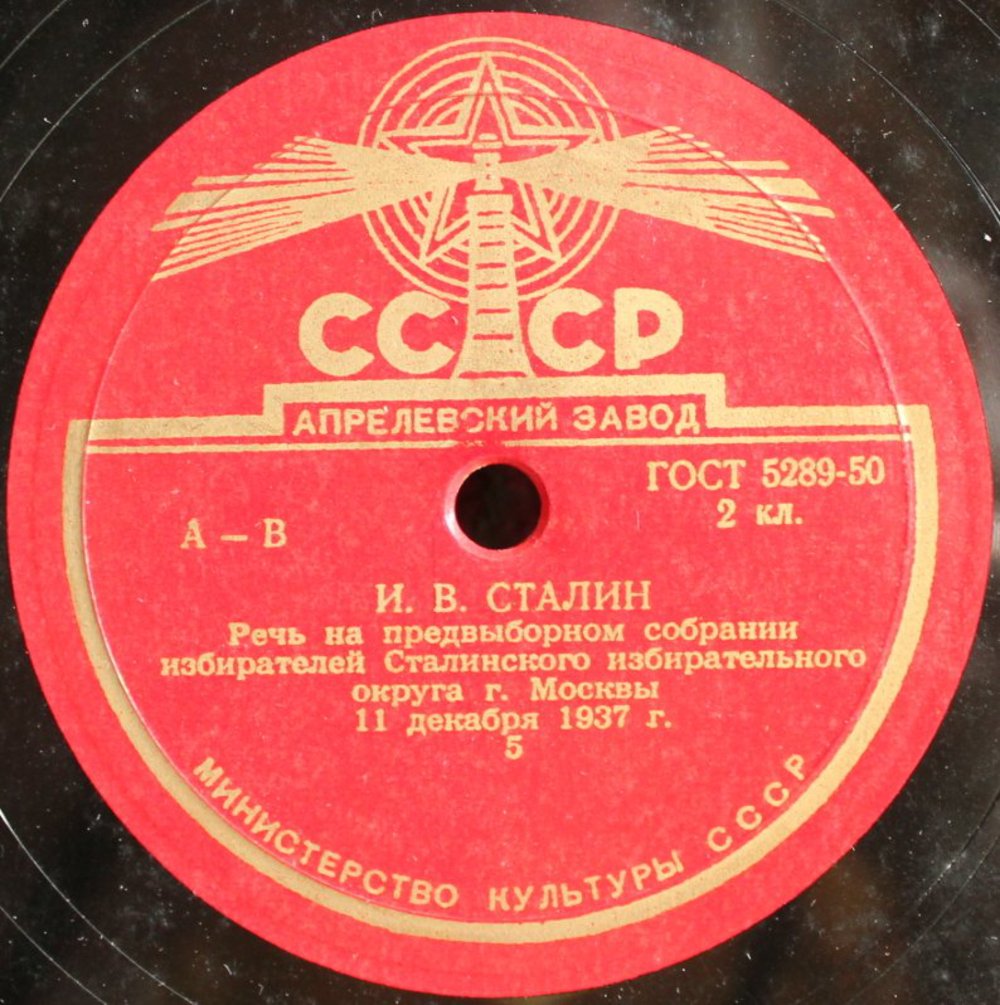 СССР
АПРЕЛЕВСКИЙ ЗАВОД
ГОСТ 5289-50
2 кл.
А – В
И. В. СТАЛИН
Речь на предвыборном собрании
избирателей Сталинского избирательного
округа г. Москвы
11 декабря 1937 г.
5
МИНИСТЕРСТВО КУЛЬТУРЫ СССР